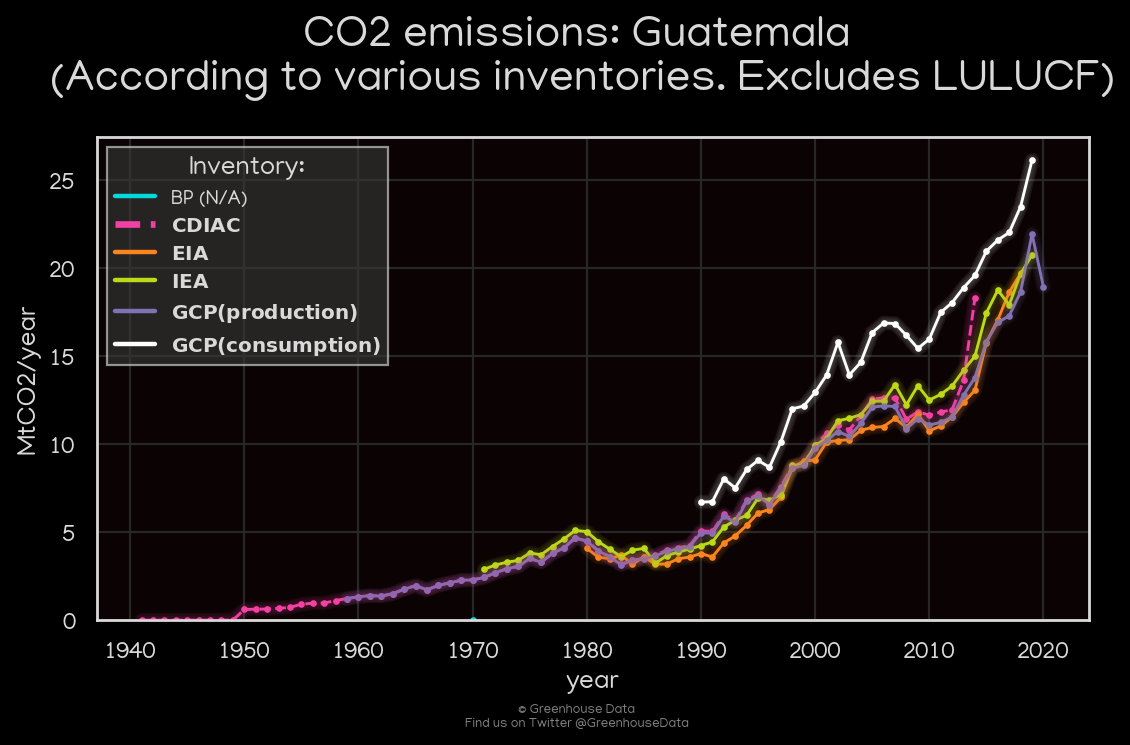 CO2 emissions: Guatemala
(According to various inventories. Excludes LULUCF)
Inventory:
BP (N/A)
CDIAC
EIA
IEA
GCP(production)
GCP(consumption)
MtCO2/year
25
20
15
10
5
0
1940 1950 1960 1970 1980 1990 2000 2010 2020
year
© Greenhouse Data
Find us on Twitter @GreenhouseData